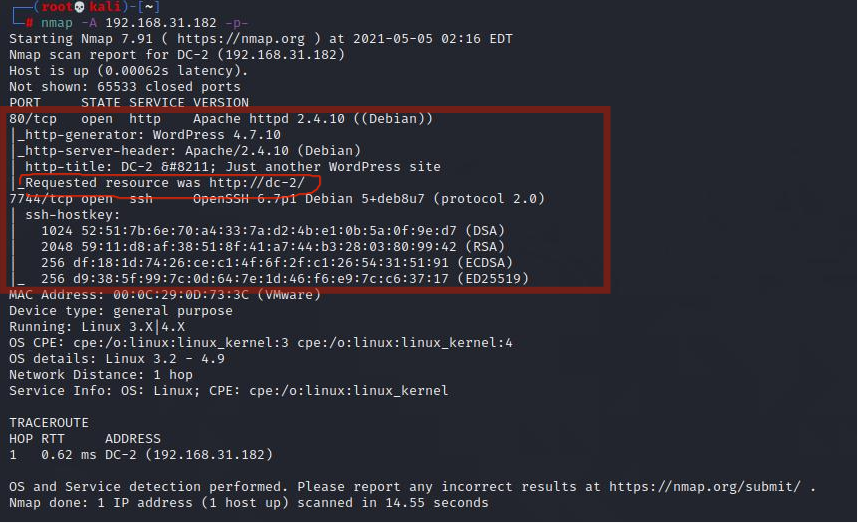 (root💀kali)-[~]
# nmap -A 192.168.31.182 -p-
Starting Nmap 7.91 ( https://nmap.org ) at 2021-05-05 02:16 EDT
Nmap scan report for DC-2 (192.168.31.182)
Host is up (0.00062s latency).
Not shown: 65533 closed ports
PORT     STATE SERVICE VERSION
80/tcp   open  http    Apache httpd 2.4.10 ((Debian))
|_http-generator: WordPress 4.7.10
|_http-server-header: Apache/2.4.10 (Debian)
| http-title: DC-2 &#8211; Just another WordPress site
|_Requested resource was http://dc-2/
7744/tcp open  ssh     OpenSSH 6.7p1 Debian 5+deb8u7 (protocol 2.0)
| ssh-hostkey:
|   1024 52:51:7b:6e:70:a4:33:7a:d2:4b:e1:0b:5a:0f:9e:d7 (DSA)
|   2048 59:11:d8:af:38:51:8f:41:a7:44:b3:28:03:80:99:42 (RSA)
|   256 df:18:1d:74:26:ce:c1:4f:6f:2f:c1:26:54:31:51:91 (ECDSA)
|_  256 d9:38:5f:99:7c:0d:64:7e:1d:46:f6:e9:7c:c6:37:17 (ED25519)
MAC Address: 00:0C:29:0D:73:3C (VMware)
Device type: general purpose
Running: Linux 3.X|4.X
OS CPE: cpe:/o:linux:linux_kernel:3 cpe:/o:linux:linux_kernel:4
OS details: Linux 3.2 - 4.9
Network Distance: 1 hop
Service Info: OS: Linux; CPE: cpe:/o:linux:linux_kernel
TRACEROUTE
HOP RTT     ADDRESS
1   0.62 ms DC-2 (192.168.31.182)
OS and Service detection performed. Please report any incorrect results at https://nmap.org/submit/ .
Nmap done: 1 IP address (1 host up) scanned in 14.55 seconds